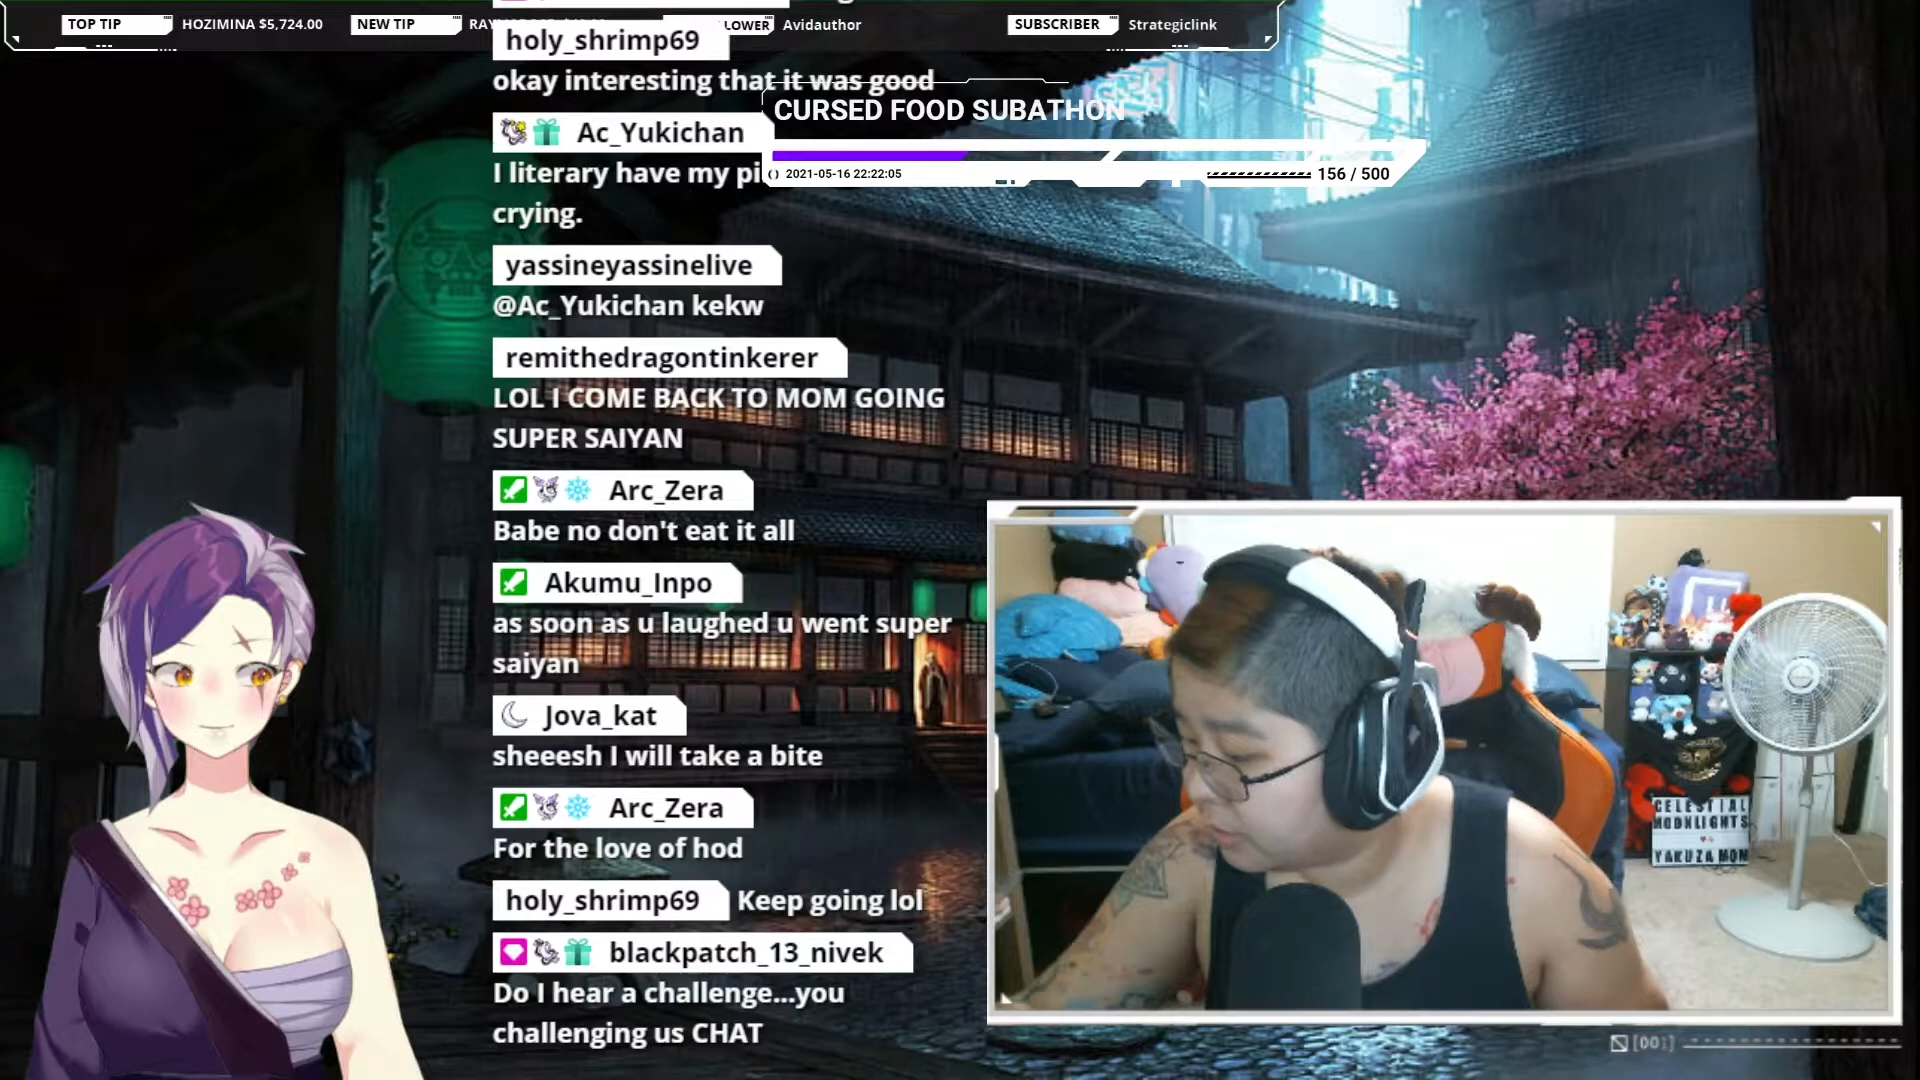 TOP TIP HOZIMINA $5,724.00 NEW TIP LOWER Avidauthor SUBSCRIBER Strategiclink
holy_shrimp69
okay interesting that it was good
CURSED FOOD SUBATHON
2021-05-16 22:22:05 156 / 500
Ac_Yukichan
I literary have my
crying.
yassineyassinelive
@Ac_Yukichan kekw
remithedragontinkerer
LOL I COME BACK TO MOM GOING
SUPER SAIYAN
Arc_Zera
Babe no don't eat it all
Akumu_Inpo
as soon as u laughed u went super
saiyan
Jova_kat
sheeesh I will take a bite
Arc_Zera
For the love of hod
holy_shrimp69 Keep going lol
blackpatch_13_nivek
Do I hear a challenge...you
challenging us CHAT
CELESTIAL
MOONLIGHTS
YAKUZA MOM
[001]